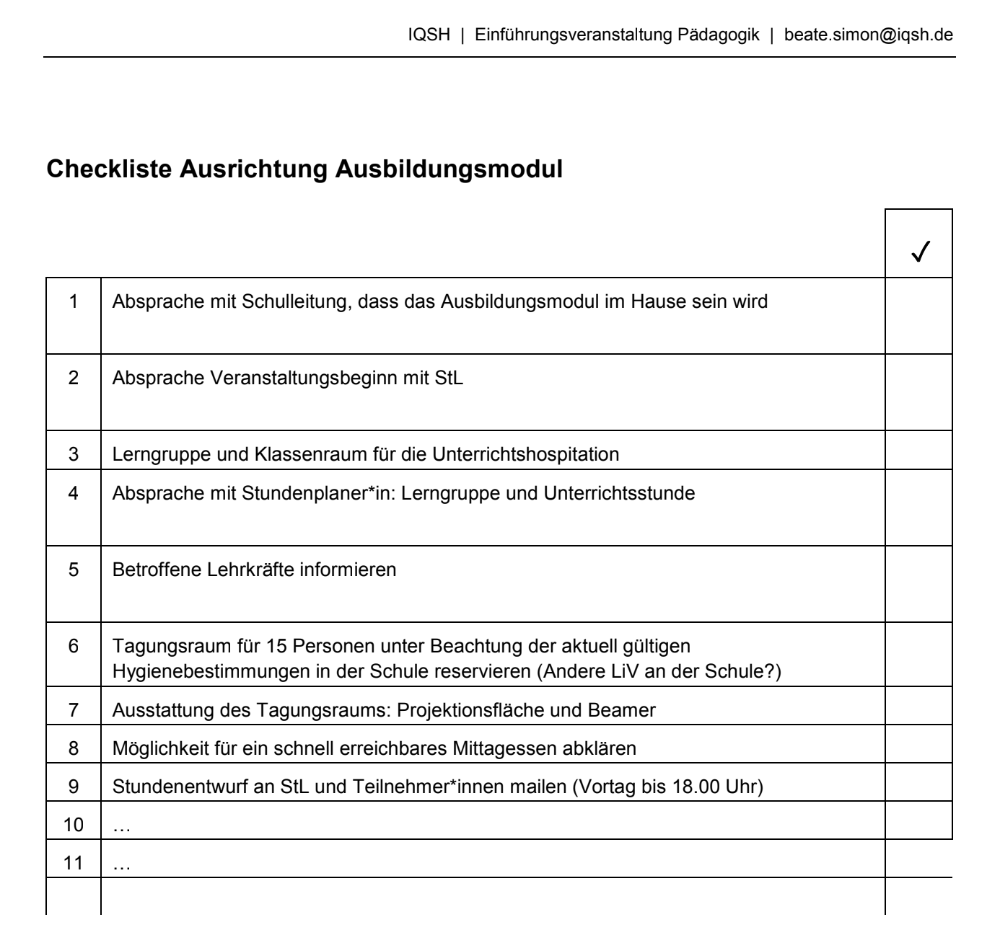 IQSH | Einführungsveranstaltung Pädagogik | beate.simon@iqsh.de
Checkliste Ausrichtung Ausbildungsmodul
✓
1 Absprache mit Schulleitung, dass das Ausbildungsmodul im Hause sein wird
2 Absprache Veranstaltungsbeginn mit StL
3 Lerngruppe und Klassenraum für die Unterrichtshospitation
4 Absprache mit Stundenplaner*in: Lerngruppe und Unterrichtsstunde
5 Betroffene Lehrkräfte informieren
6 Tagungsraum für 15 Personen unter Beachtung der aktuell gültigen
Hygienebestimmungen in der Schule reservieren (Andere LiV an der Schule?)
7 Ausstattung des Tagungsraums: Projektionsfläche und Beamer
8 Möglichkeit für ein schnell erreichbares Mittagessen abklären
9 Stundenentwurf an StL und Teilnehmer*innen mailen (Vortag bis 18.00 Uhr)
10 …
11 …